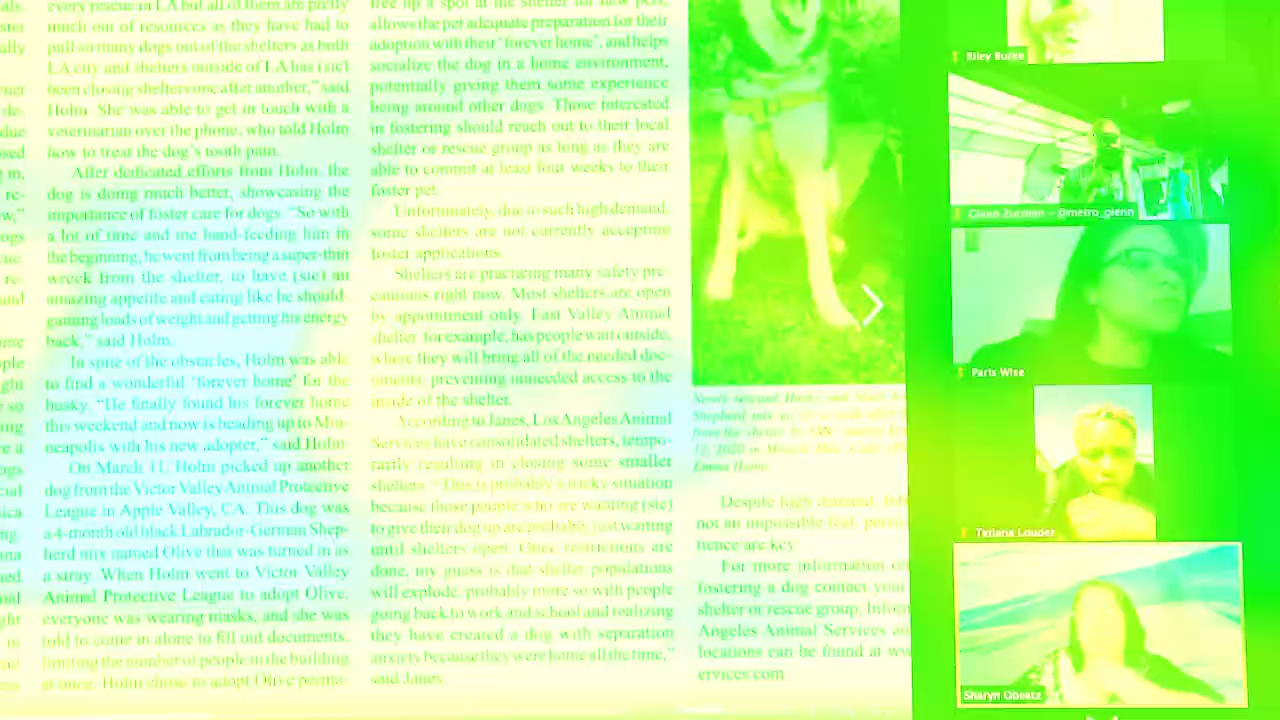 als.
every rescue in LA but all of them are pretty
much out of resources as they have had to
pull so many dogs out of the shelters as both
LA city and shelters outside of LA has (sic)
been closing shelters one after another," said
Holm. She was able to get in touch with a
veterinarian over the phone, who told Holm
how to treat the dog's tooth pain.
After dedicated efforts from Holm, the
dog is doing much better, showcasing the
importance of foster care for dogs. "So with
a lot of time and me hand-feeding him in
the beginning, he went from being a super-thin
wreck from the shelter, to have (sic) an
amazing appetite and eating like he should-
gaining loads of weight and getting his energy
back," said Holm.
In spite of the obstacles, Holm was able
to find a wonderful 'forever home' for the
husky. "He finally found his forever home
this weekend and now is heading up to Min-
neapolis with his new adopter," said Holm.
On March 11, Holm picked up another
dog from the Victor Valley Animal Protective
League in Apple Valley, CA. This dog was
a 4-month old black Labrador-German Shep-
herd mix named Olive that was turned in as
a stray. When Holm went to Victor Valley
Animal Protective League to adopt Olive,
everyone was wearing masks, and she was
told to come in alone to fill out documents,
limiting the number of people in the building
at once. Holm chose to adopt Olive perma-
free up a spot at the shelter for new pets,
allows the pet adequate preparation for their
adoption with their 'forever home', and helps
socialize the dog in a home environment,
potentially giving them some experience
being around other dogs. Those interested
in fostering should reach out to their local
shelter or rescue group as long as they are
able to commit at least four weeks to their
foster pet.
Unfortunately, due to such high demand,
some shelters are not currently accepting
foster applications.
Shelters are practicing many safety pre-
cautions right now. Most shelters are open
by appointment only. East Valley Animal
shelter, for example, has people wait outside,
where they will bring all of the needed doc-
uments, preventing unneeded access to the
inside of the shelter.
According to Janes, Los Angeles Animal
Services have consolidated shelters, tempo-
rarily resulting in closing some smaller
shelters. "This is probably a tricky situation
because those people who are wanting (sic)
to give their dog up are probably just waiting
until shelters open. Once restrictions are
done, my guess is that shelter populations
will explode, probably more so with people
going back to work and school and realizing
they have created a dog with separation
anxiety because they were home all the time,"
said Janes.
Newly rescued Husky and
Shepherd mix
from the shelter
12, 2020 in
Emma Holm
Despite high demand,
not an impossible feat,
tience are key.
For more information on
fostering a dog contact your
shelter or rescue group.
Angeles Animal Services
locations can be found at
ervices.com
Riley Burke
Glenn Zucman – @metro_glenn
Paris Wise
Tatiana Louder
Sharyn Obsatz